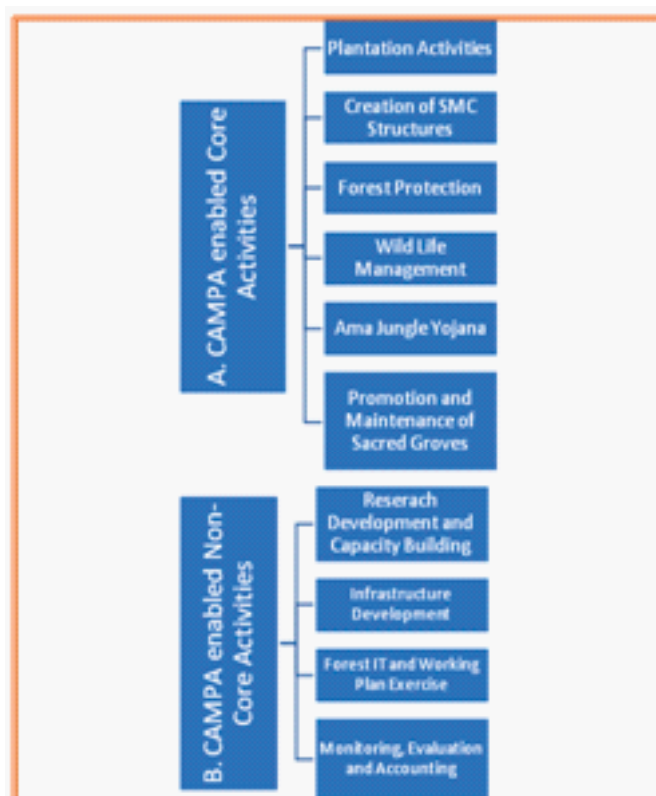 A. CAMPA enabled Core
Activities
Plantation Activities
Creation of SMC
Structures
Forest Protection
Wild Life
Management
Ama Jungle Yojana
Promotion and
Maintenance of
Sacred Groves
B. CAMPA enabled Non-
Core Activities
Reserach
Development and
Capacity Building
Infrastructure
Development
Forest IT and Working
Plan Exercise
Monitoring, Evaluation
and Accounting